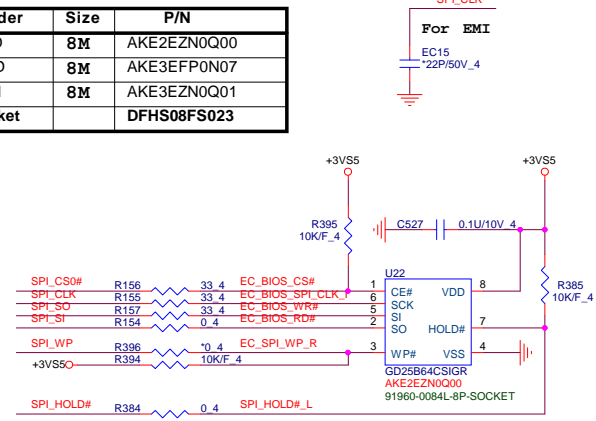 der Size P/N
8M AKE2EZN0Q00
8M AKE3EFP0N07
8M AKE3EZN0Q01
ket DFHS08FS023
SPI_CLK
For EMI
EC15
*22P/50V_4
+3VS5
+3VS5
R395
10K/F_4
C527 0.1U/10V_4
R385
10K/F_4
U22
SPI_CS0# R156 33_4 EC_BIOS_CS# 1 CE# VDD 8
SPI_CLK R155 33_4 EC_BIOS_SPI_CLK_ 6 SCK
SPI_SO R157 33_4 EC_BIOS_WR# 5 SI
SPI_SI R154 0_4 EC_BIOS_RD# 2 SO HOLD# 7
SPI_WP R396 *0_4 EC_SPI_WP_R 3 WP# VSS 4
+3VS5 R394 10K/F_4
GD25B64CSIGR
AKE2EZN0Q00
91960-0084L-8P-SOCKET
SPI_HOLD# R384 0_4 SPI_HOLD#_L